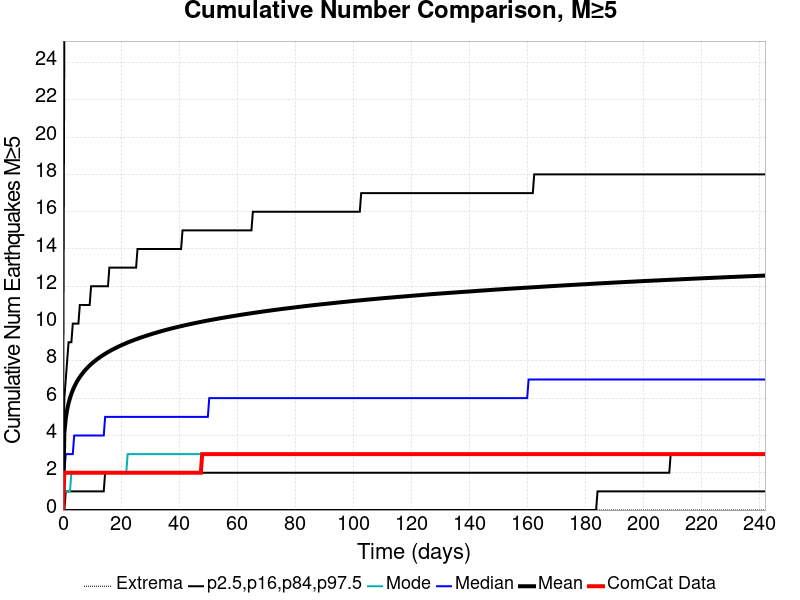 Cumulative Number Comparison, M≥5
Cumulative Num Earthquakes M≥5
24
22
20
18
16
14
12
10
8
6
4
2
0
0 20 40 60 80 100 120 140 160 180 200 220 240
Time (days)
Extrema p2.5,p16,p84,p97.5 Mode Median Mean ComCat Data